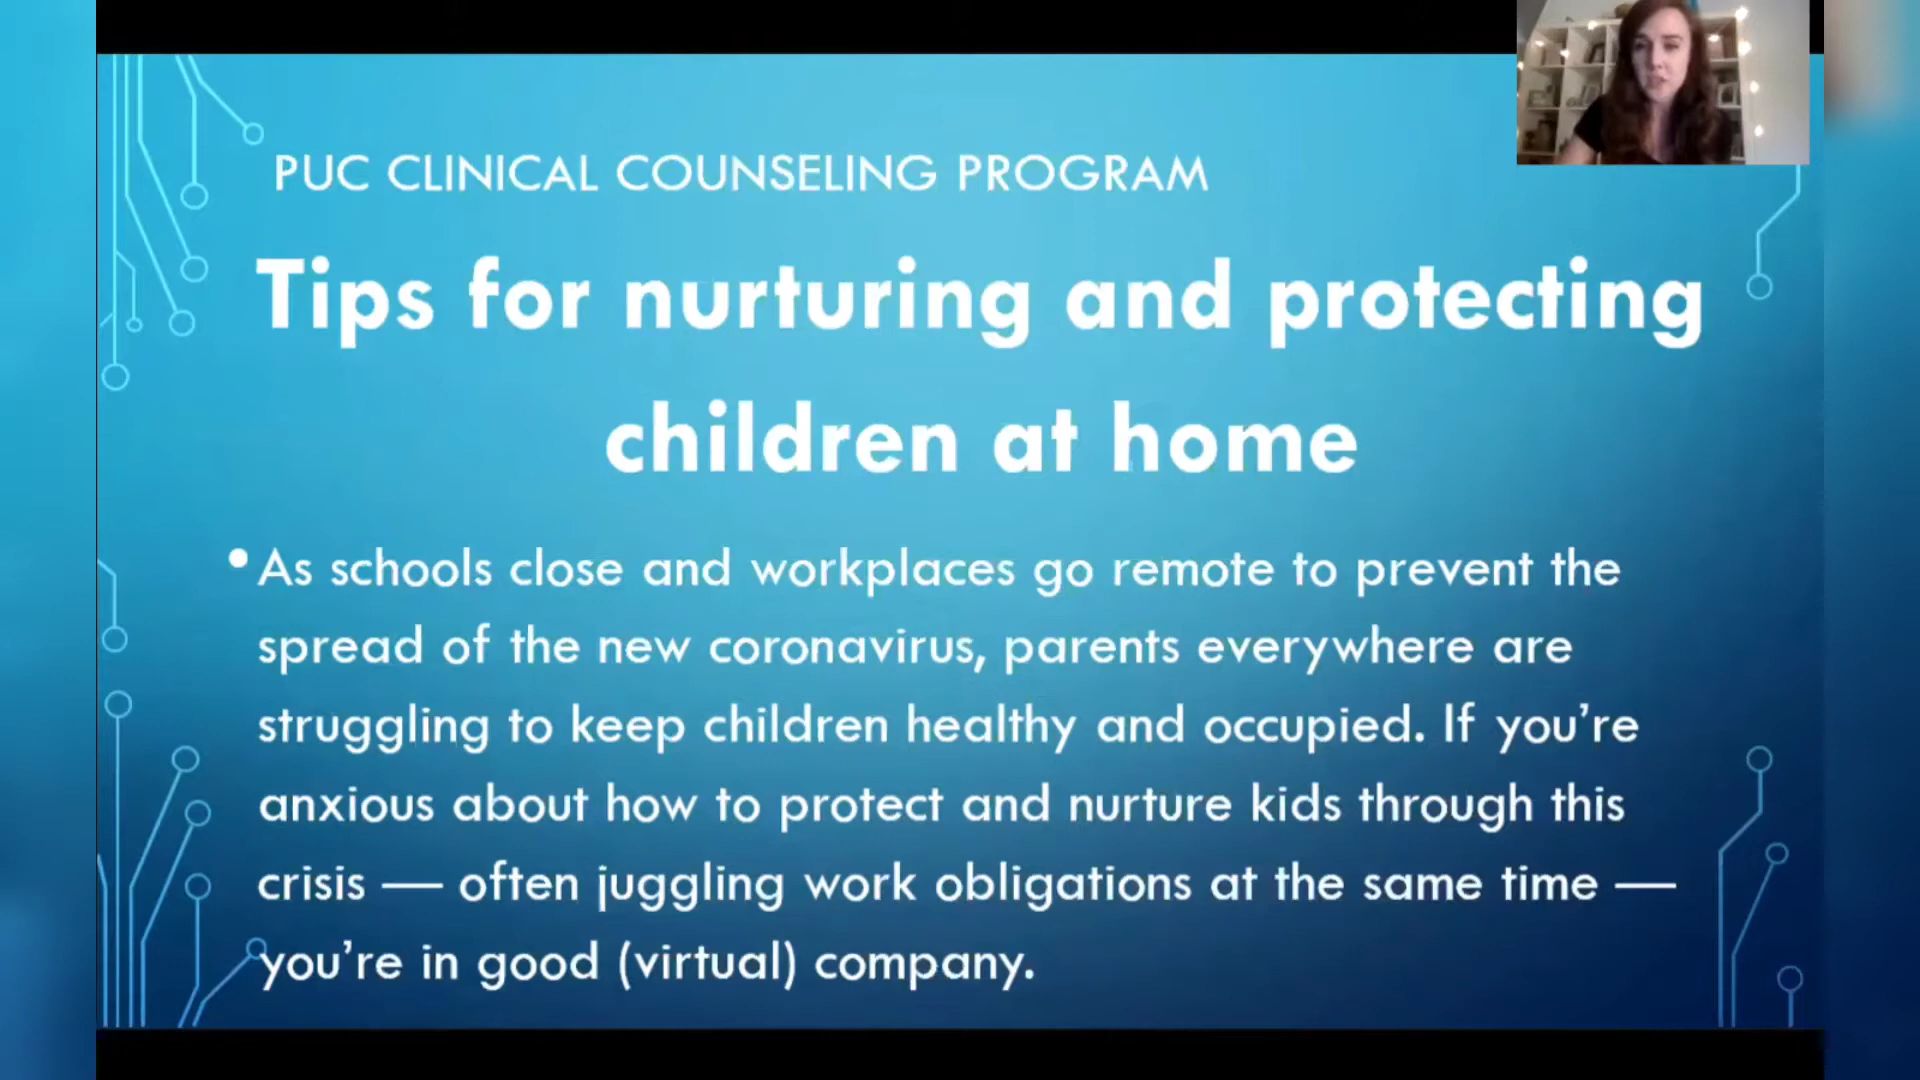 PUC CLINICAL COUNSELING PROGRAM
Tips for nurturing and protecting
children at home
• As schools close and workplaces go remote to prevent the
spread of the new coronavirus, parents everywhere are
struggling to keep children healthy and occupied. If you’re
anxious about how to protect and nurture kids through this
crisis — often juggling work obligations at the same time —
you’re in good (virtual) company.